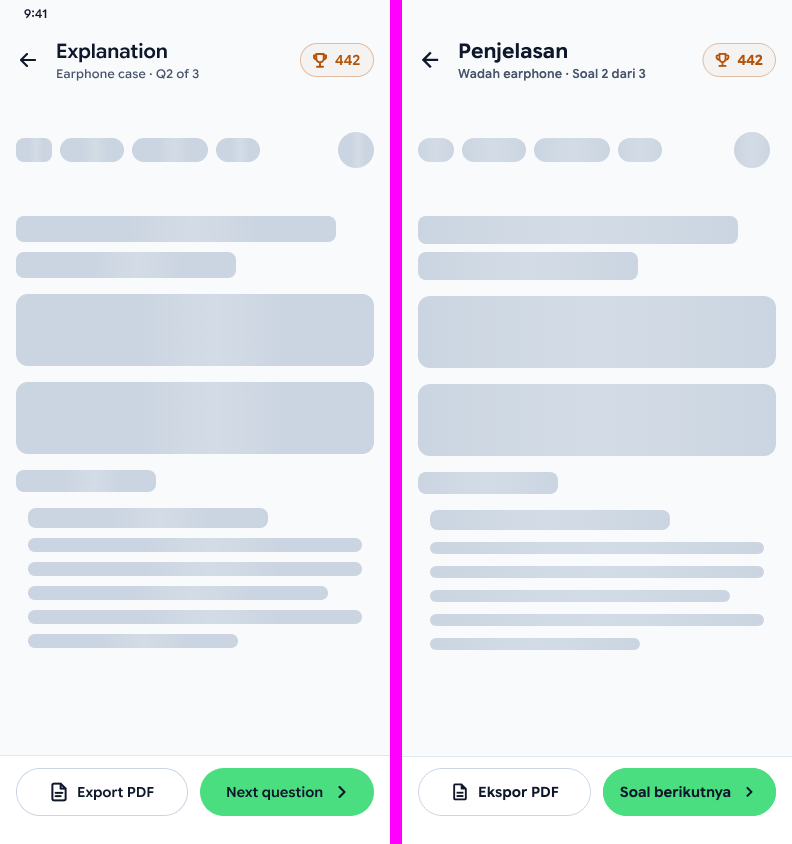 9:41
Explanation
Earphone case · Q2 of 3
442
Export PDF
Next question
Penjelasan
Wadah earphone · Soal 2 dari 3
442
Ekspor PDF
Soal berikutnya